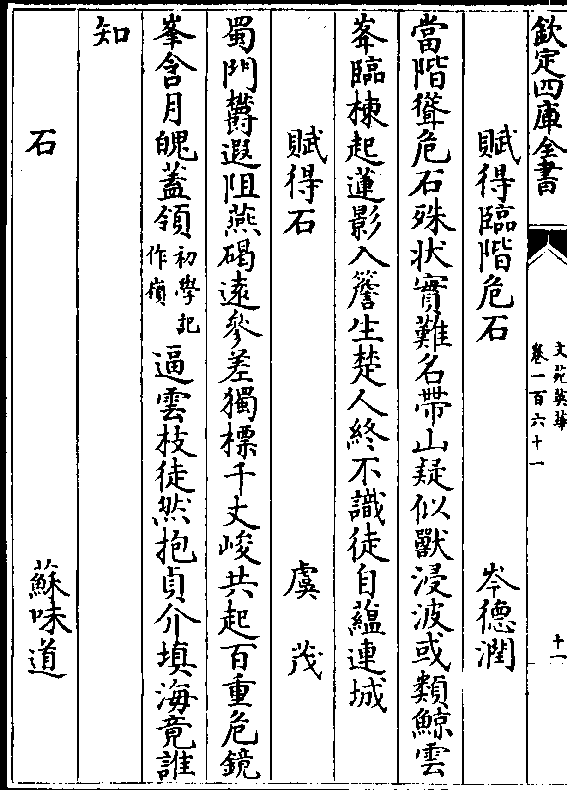 欽定四庫全書
文苑英華
卷一百六十一
十一
賦得臨階危石 岑德潤
當階聳危石殊状實難名帶山疑似獸浸波或類鯨雲
峯臨棟起蓮影入簷生楚人終不識徒自蘊連城
賦得石 虞茂
蜀門欝遐阻燕碣遠參差獨標千丈峻共起百重危鏡
峯含月魄蓋領初學記作嶺逼雲枝徒然抱貞介填海竟誰
知
石 蘇味道